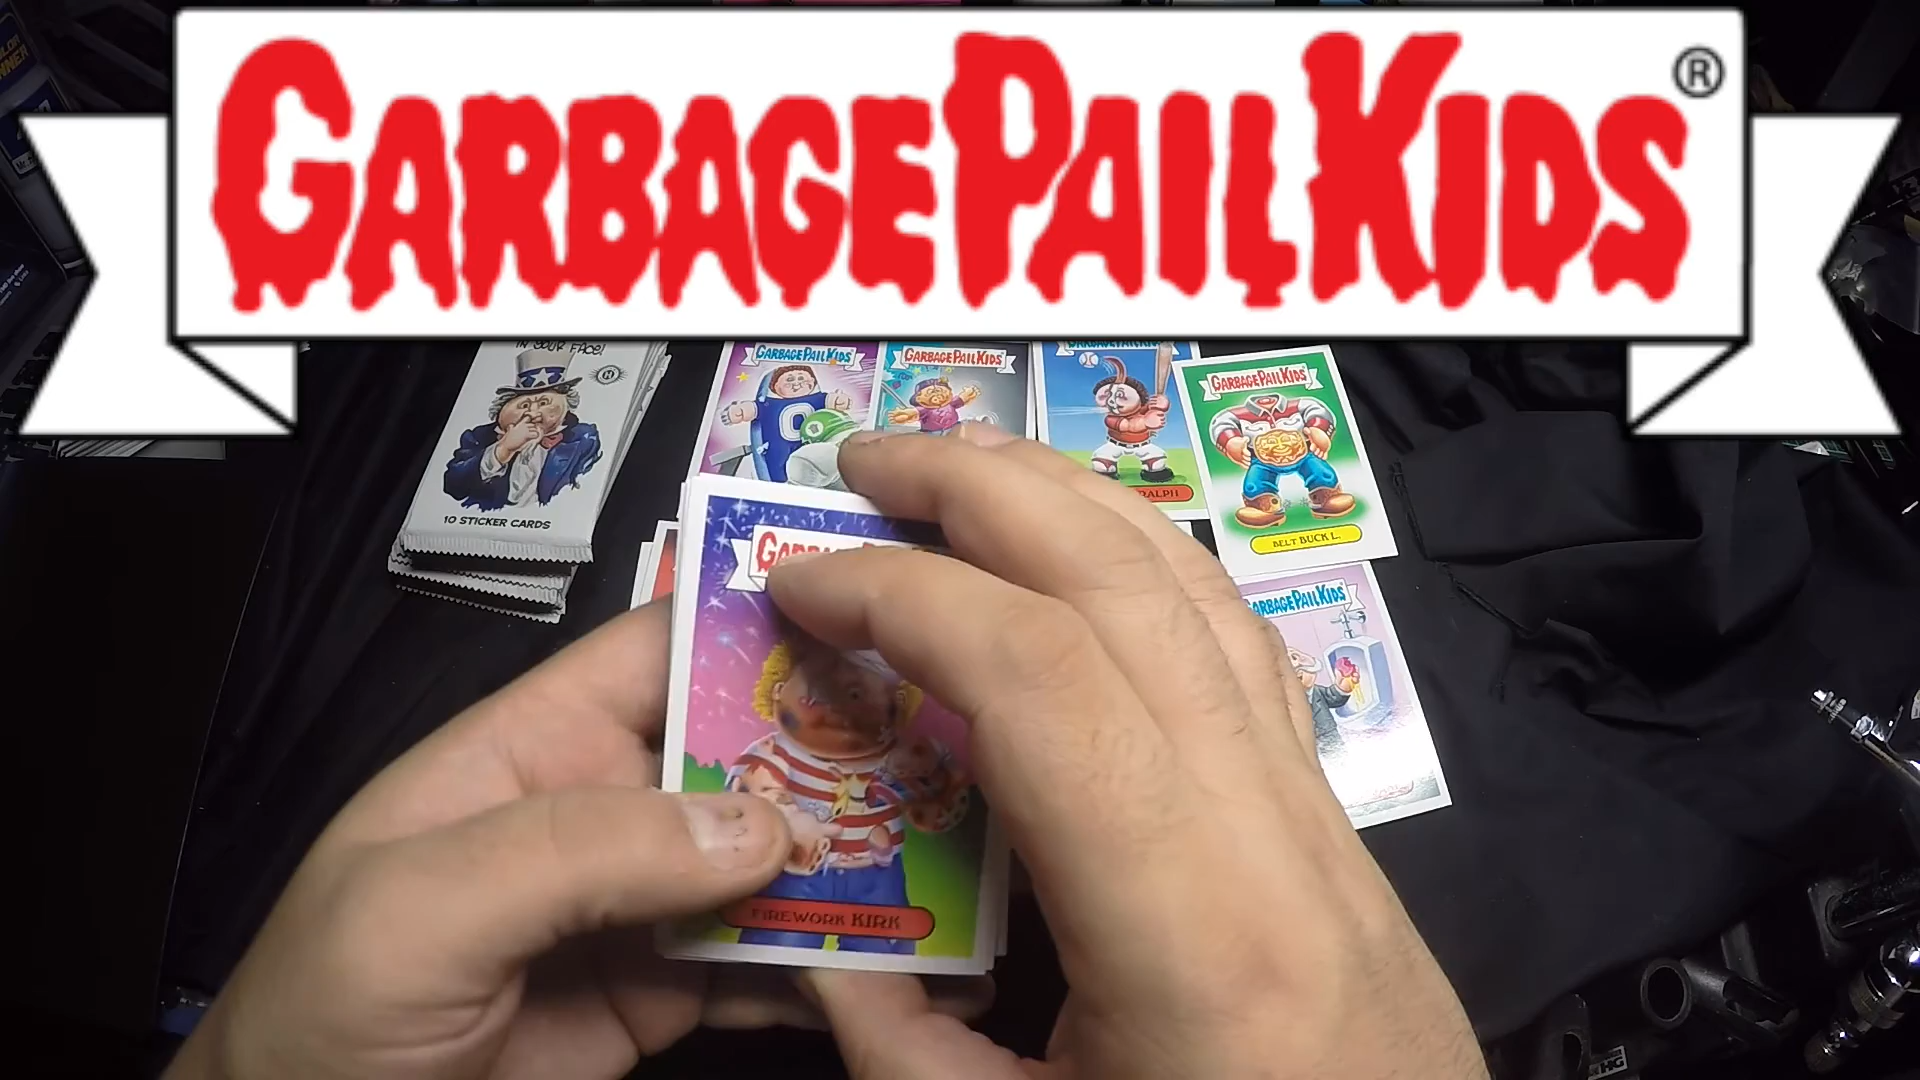 GARBAGE PAIL KIDS ®
IN YOUR FACE!
10 STICKER CARDS
GARBAGE PAIL KIDS
GARBAGE PAIL KIDS
GARBAGE PAIL KIDS
RALPH
BELT BUCK L.
GARBAGE PAIL KIDS
FIREWORK KIRK